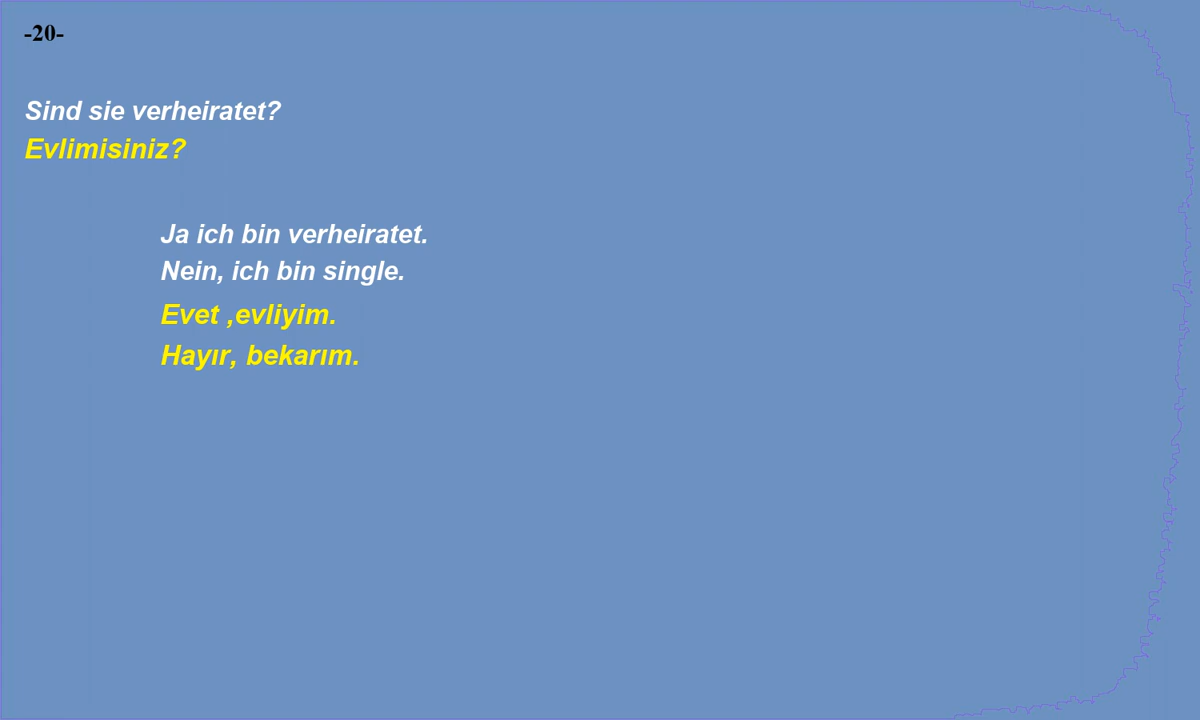 -20-
Sind sie verheiratet?
Evlimisiniz?
Ja ich bin verheiratet.
Nein, ich bin single.
Evet ,evliyim.
Hayır, bekarım.